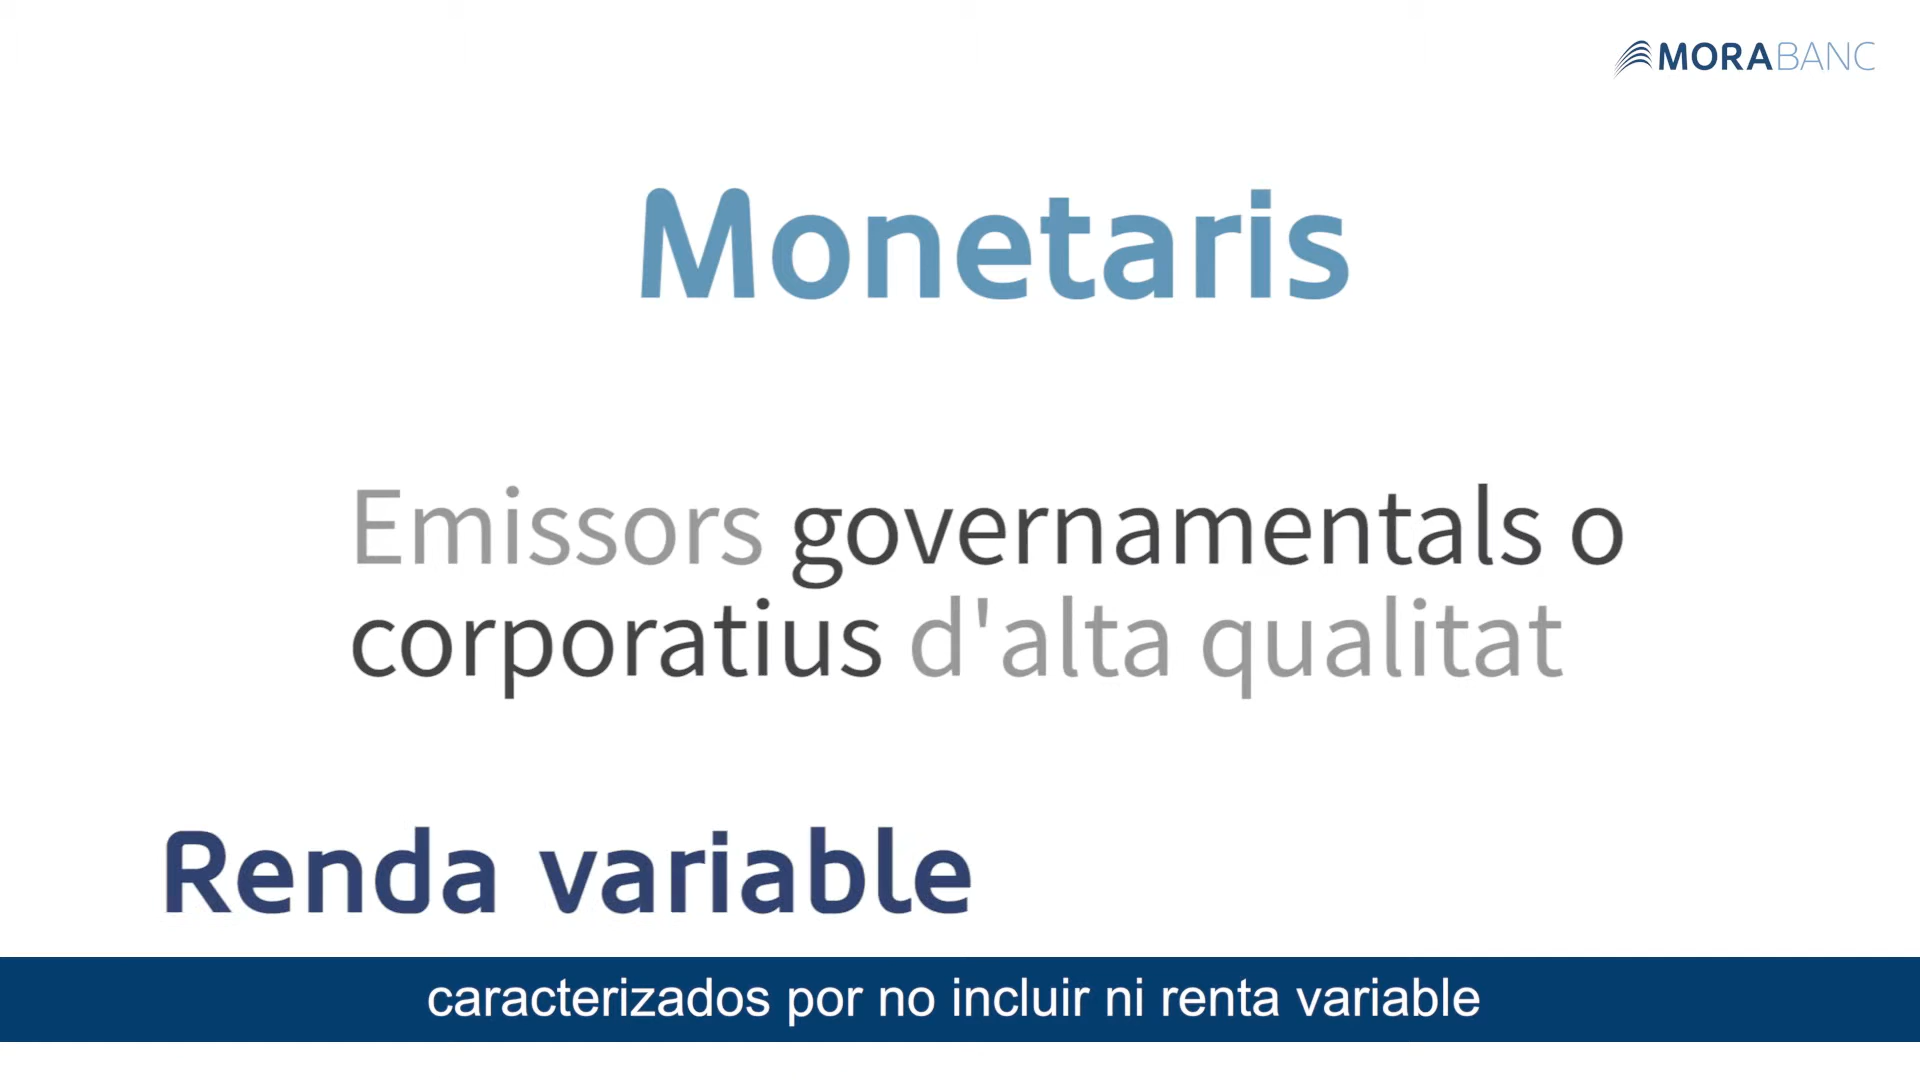 MORABANC
Monetaris
Emissors governamentals o
corporatius d'alta qualitat
Renda variable
caracterizados por no incluir ni renta variable